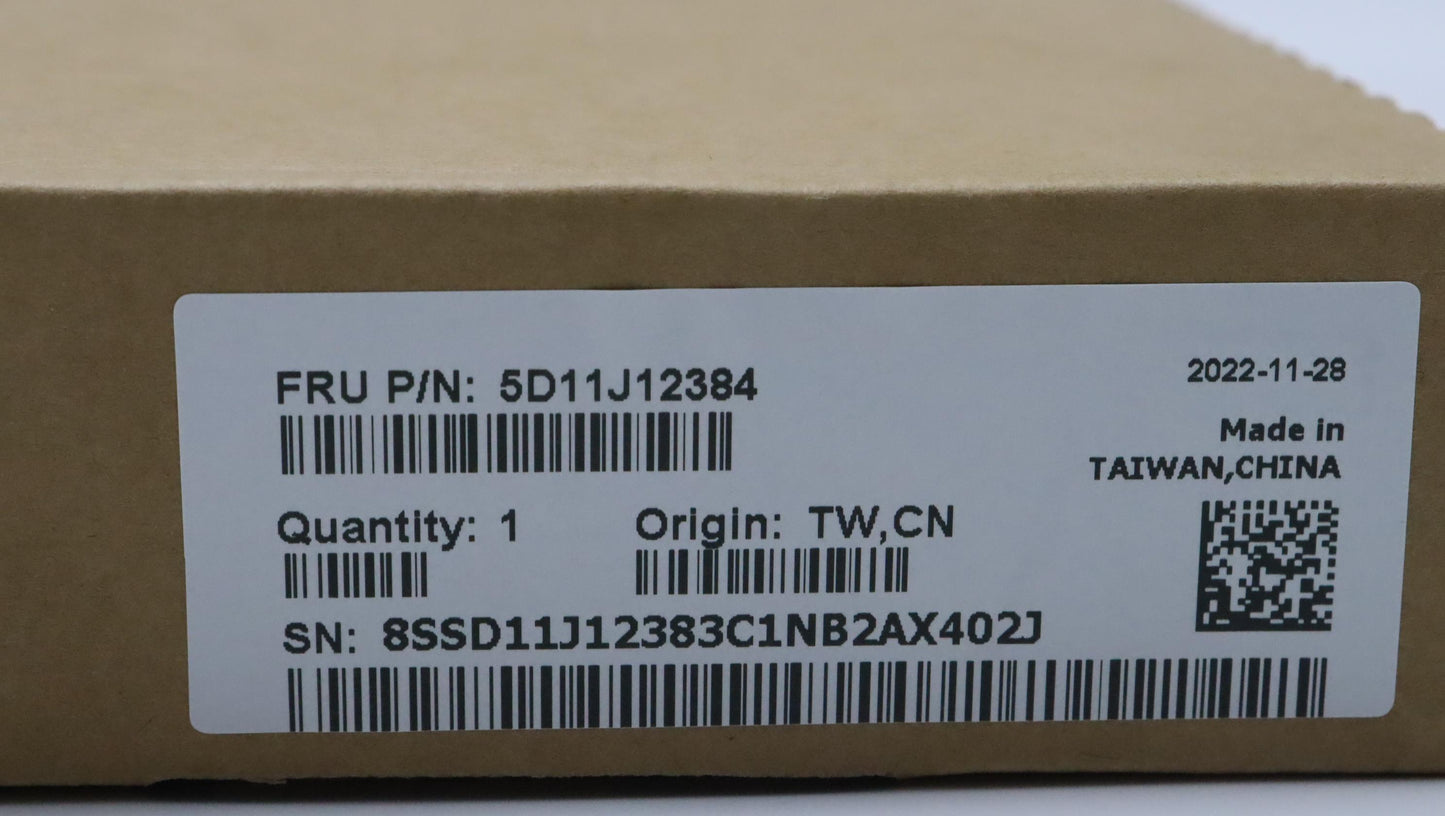 FRU P/N: 5D11J12384
2022-11-28
Made in
TAIWAN,CHINA
Quantity: 1
Origin: TW,CN
SN: 8SSD11J12383C1NB2AX402J